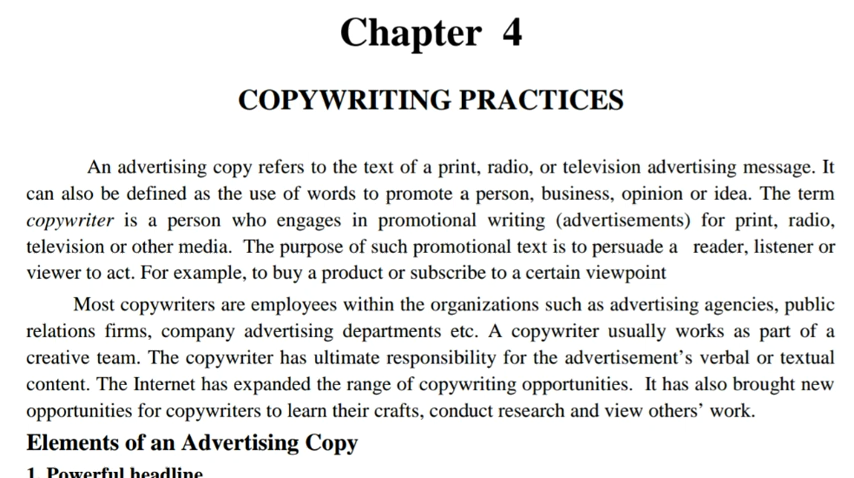 Chapter 4
COPYWRITING PRACTICES
An advertising copy refers to the text of a print, radio, or television advertising message. It
can also be defined as the use of words to promote a person, business, opinion or idea. The term
copywriter is a person who engages in promotional writing (advertisements) for print, radio,
television or other media. The purpose of such promotional text is to persuade a reader, listener or
viewer to act. For example, to buy a product or subscribe to a certain viewpoint
Most copywriters are employees within the organizations such as advertising agencies, public
relations firms, company advertising departments etc. A copywriter usually works as part of a
creative team. The copywriter has ultimate responsibility for the advertisement's verbal or textual
content. The Internet has expanded the range of copywriting opportunities. It has also brought new
opportunities for copywriters to learn their crafts, conduct research and view others' work.
Elements of an Advertising Copy
1. Powerful headline